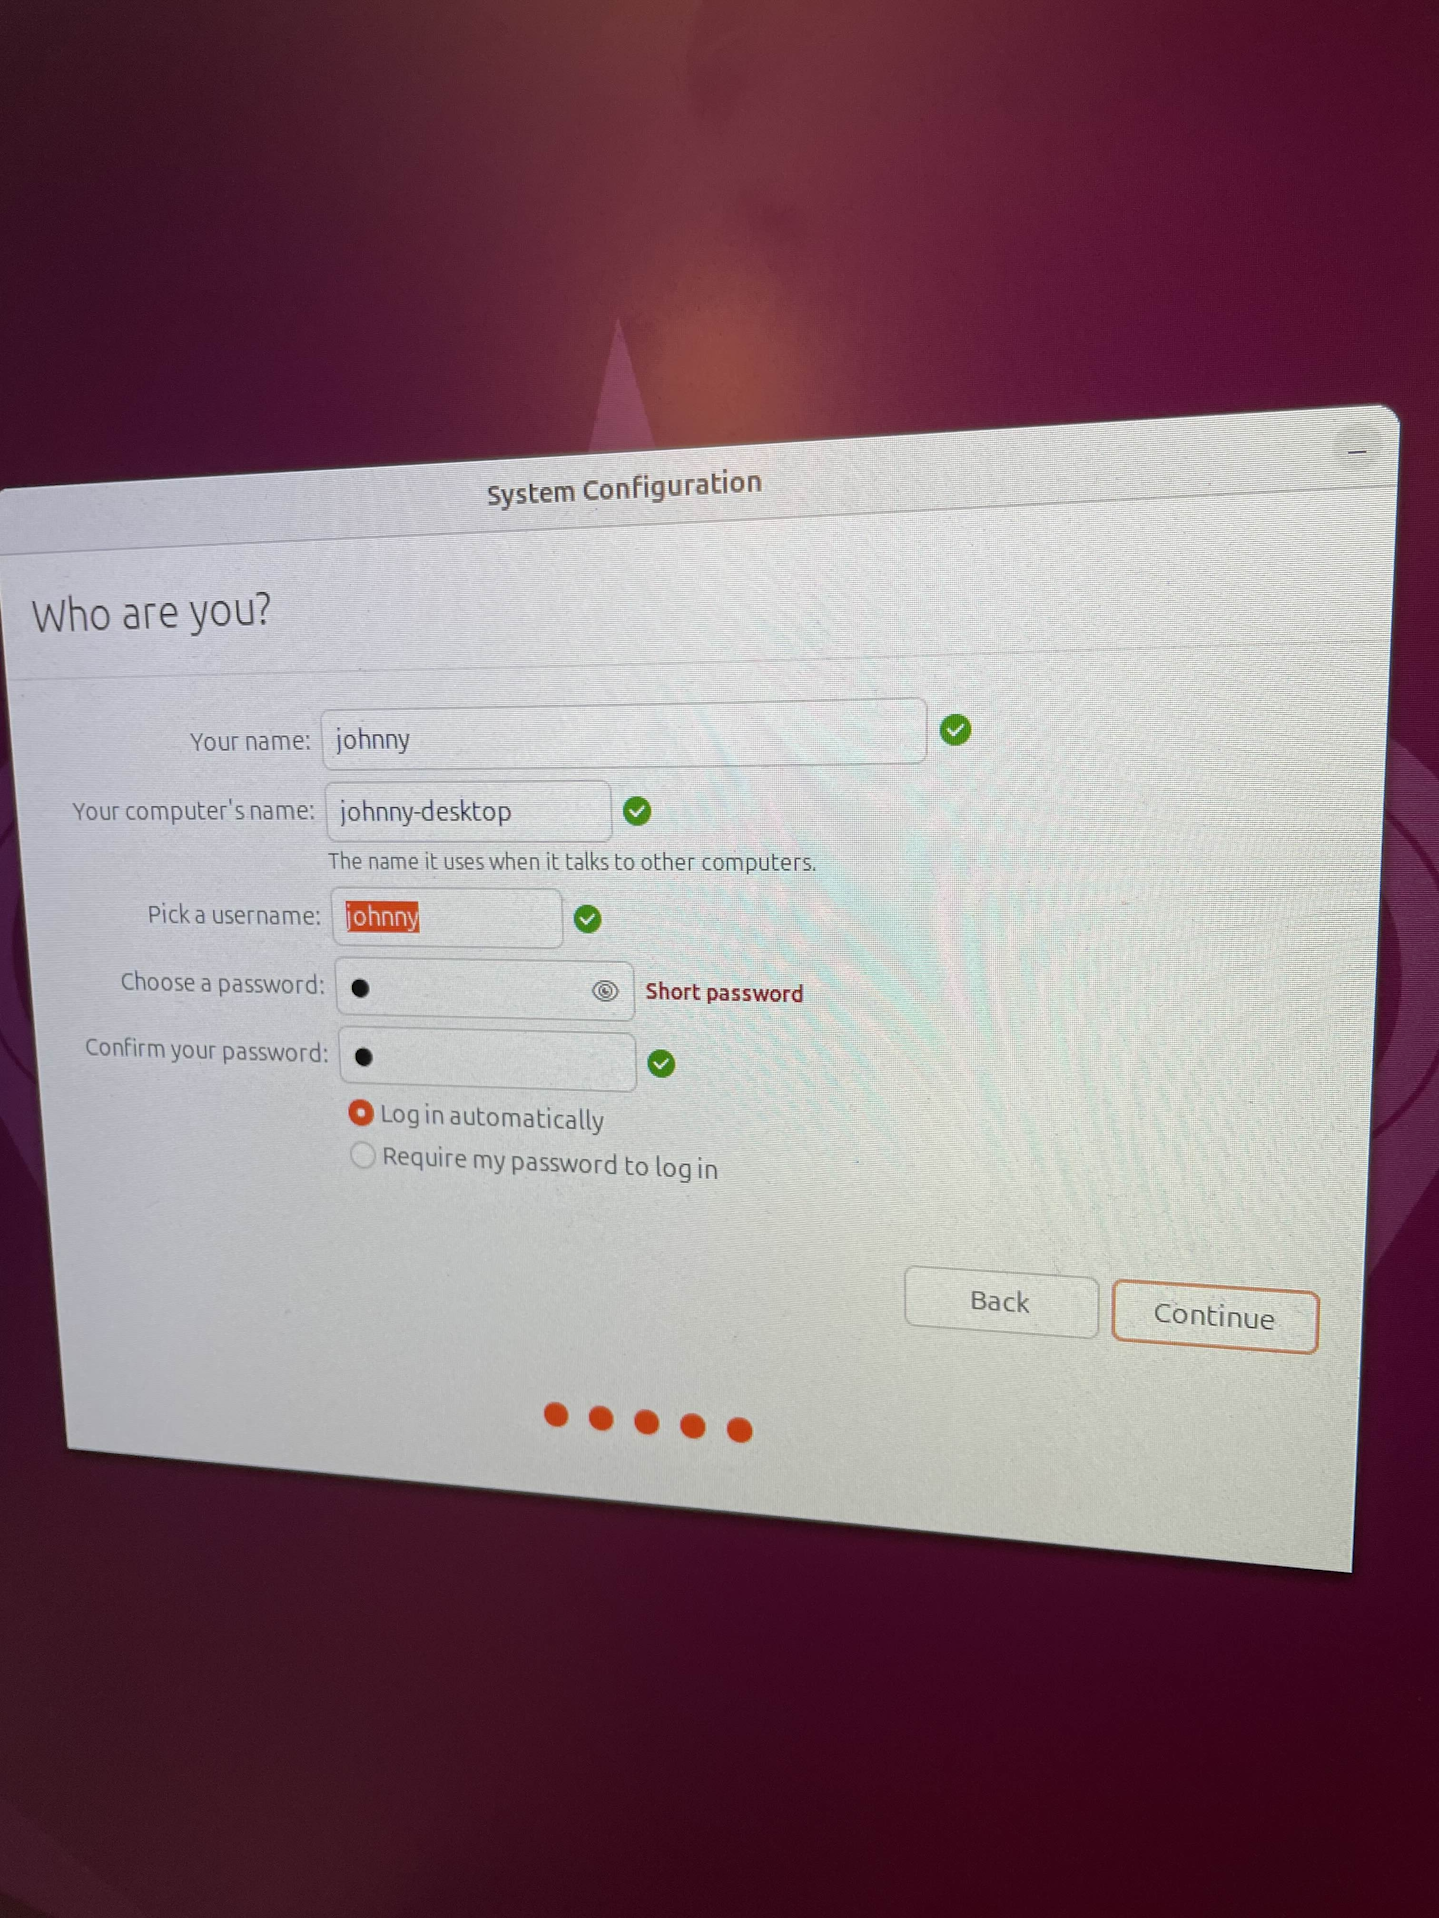 System Configuration
Who are you?
Your name: johnny
Your computer's name: johnny-desktop
The name it uses when it talks to other computers.
Pick a username: johnny
Choose a password: Short password
Confirm your password:
Log in automatically
Require my password to log in
Back Continue